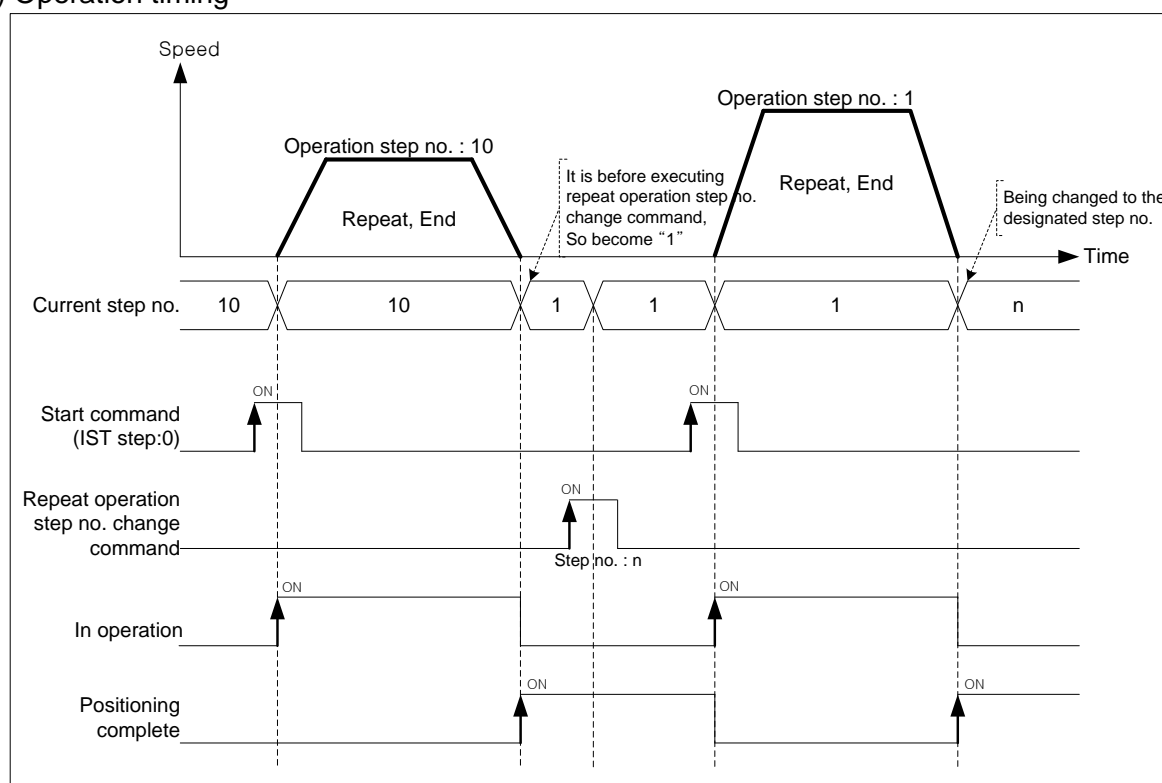 ) Operation timing
Speed
Operation step no. : 1
Operation step no. : 10
It is before executing
repeat operation step no.
change command,
So become “1”
Repeat, End
Repeat, End
Being changed to the
designated step no.
Time
Current step no.
10
10
1
1
1
n
ON
ON
Start command
(IST step:0)
Repeat operation
step no. change
command
ON
Step no. : n
ON
ON
In operation
ON
ON
Positioning
complete